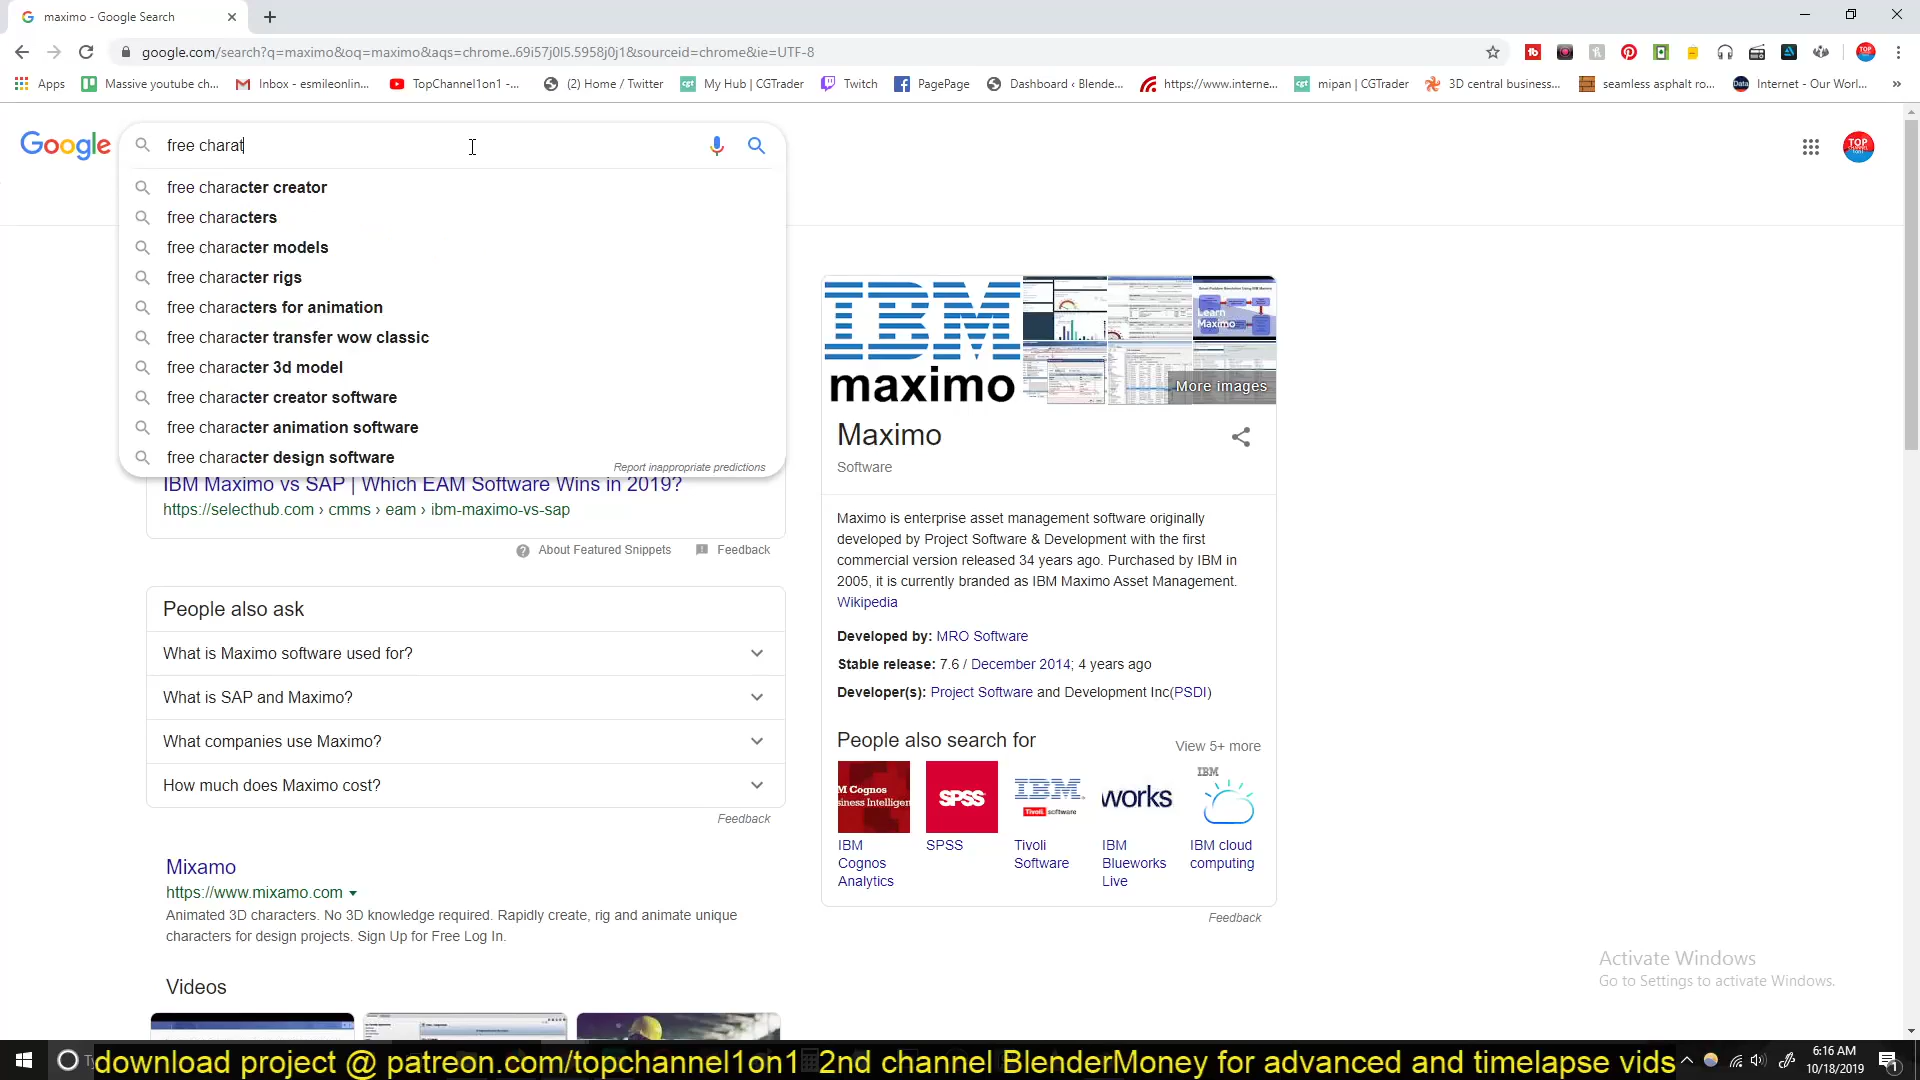 maximo - Google Search
google.com/search?q=maximo&oq=maximo&aqs=chrome..69i57j0l5.5958j0j1&sourceid=chrome&ie=UTF-8
Apps
Massive youtube ch...
Inbox - esmileonlin...
TopChannel1on1 -...
(2) Home / Twitter
My Hub | CGTrader
Twitch
PagePage
Dashboard ‹ Blende...
https://www.interne...
mipan | CGTrader
3D central business...
seamless asphalt ro...
Internet - Our Worl...
Google
free charat
TOP
free character creator
free characters
free character models
free character rigs
free characters for animation
free character transfer wow classic
free character 3d model
free character creator software
free character animation software
free character design software
Report inappropriate predictions
IBM Maximo vs SAP | Which EAM Software Wins in 2019?
https://selecthub.com › cmms › eam › ibm-maximo-vs-sap
About Featured Snippets
Feedback
People also ask
What is Maximo software used for?
What is SAP and Maximo?
What companies use Maximo?
How much does Maximo cost?
Feedback
Mixamo
https://www.mixamo.com
Animated 3D characters. No 3D knowledge required. Rapidly create, rig and animate unique
characters for design projects. Sign Up for Free Log In.
Videos
IBM
maximo
Learn
Maximo
More images
Maximo
Software
Maximo is enterprise asset management software originally
developed by Project Software & Development with the first
commercial version released 34 years ago. Purchased by IBM in
2005, it is currently branded as IBM Maximo Asset Management.
Wikipedia
Developed by: MRO Software
Stable release: 7.6 / December 2014; 4 years ago
Developer(s): Project Software and Development Inc(PSDI)
People also search for
View 5+ more
M Cognos
siness Intelligen
SPSS
IBM
Tivoli software
works
IBM
IBM
Cognos
Analytics
SPSS
Tivoli
Software
IBM
Blueworks
Live
IBM cloud
computing
Feedback
Activate Windows
Go to Settings to activate Windows.
download project @ patreon.com/topchannel1on1 2nd channel BlenderMoney for advanced and timelapse vids
6:16 AM
10/18/2019